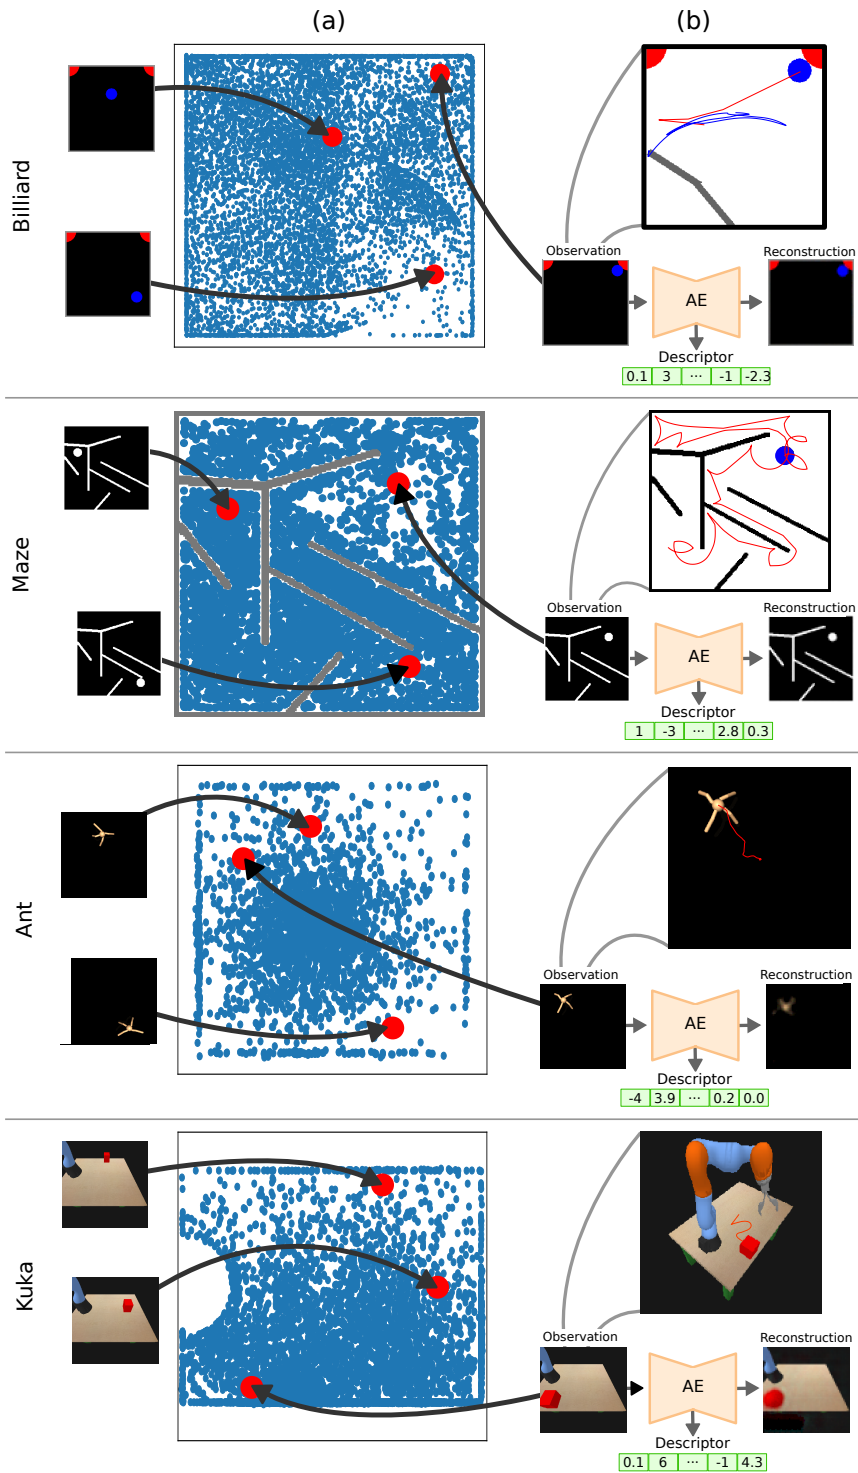 (a) (b)
Billiard
Observation Reconstruction
AE
Descriptor
0.1 3 ... -1 -2.3
Maze
Observation Reconstruction
AE
Descriptor
1 -3 ... 2.8 0.3
Ant
Observation Reconstruction
AE
Descriptor
-4 3.9 ... 0.2 0.0
Kuka
Observation Reconstruction
AE
Descriptor
0.1 6 ... -1 4.3